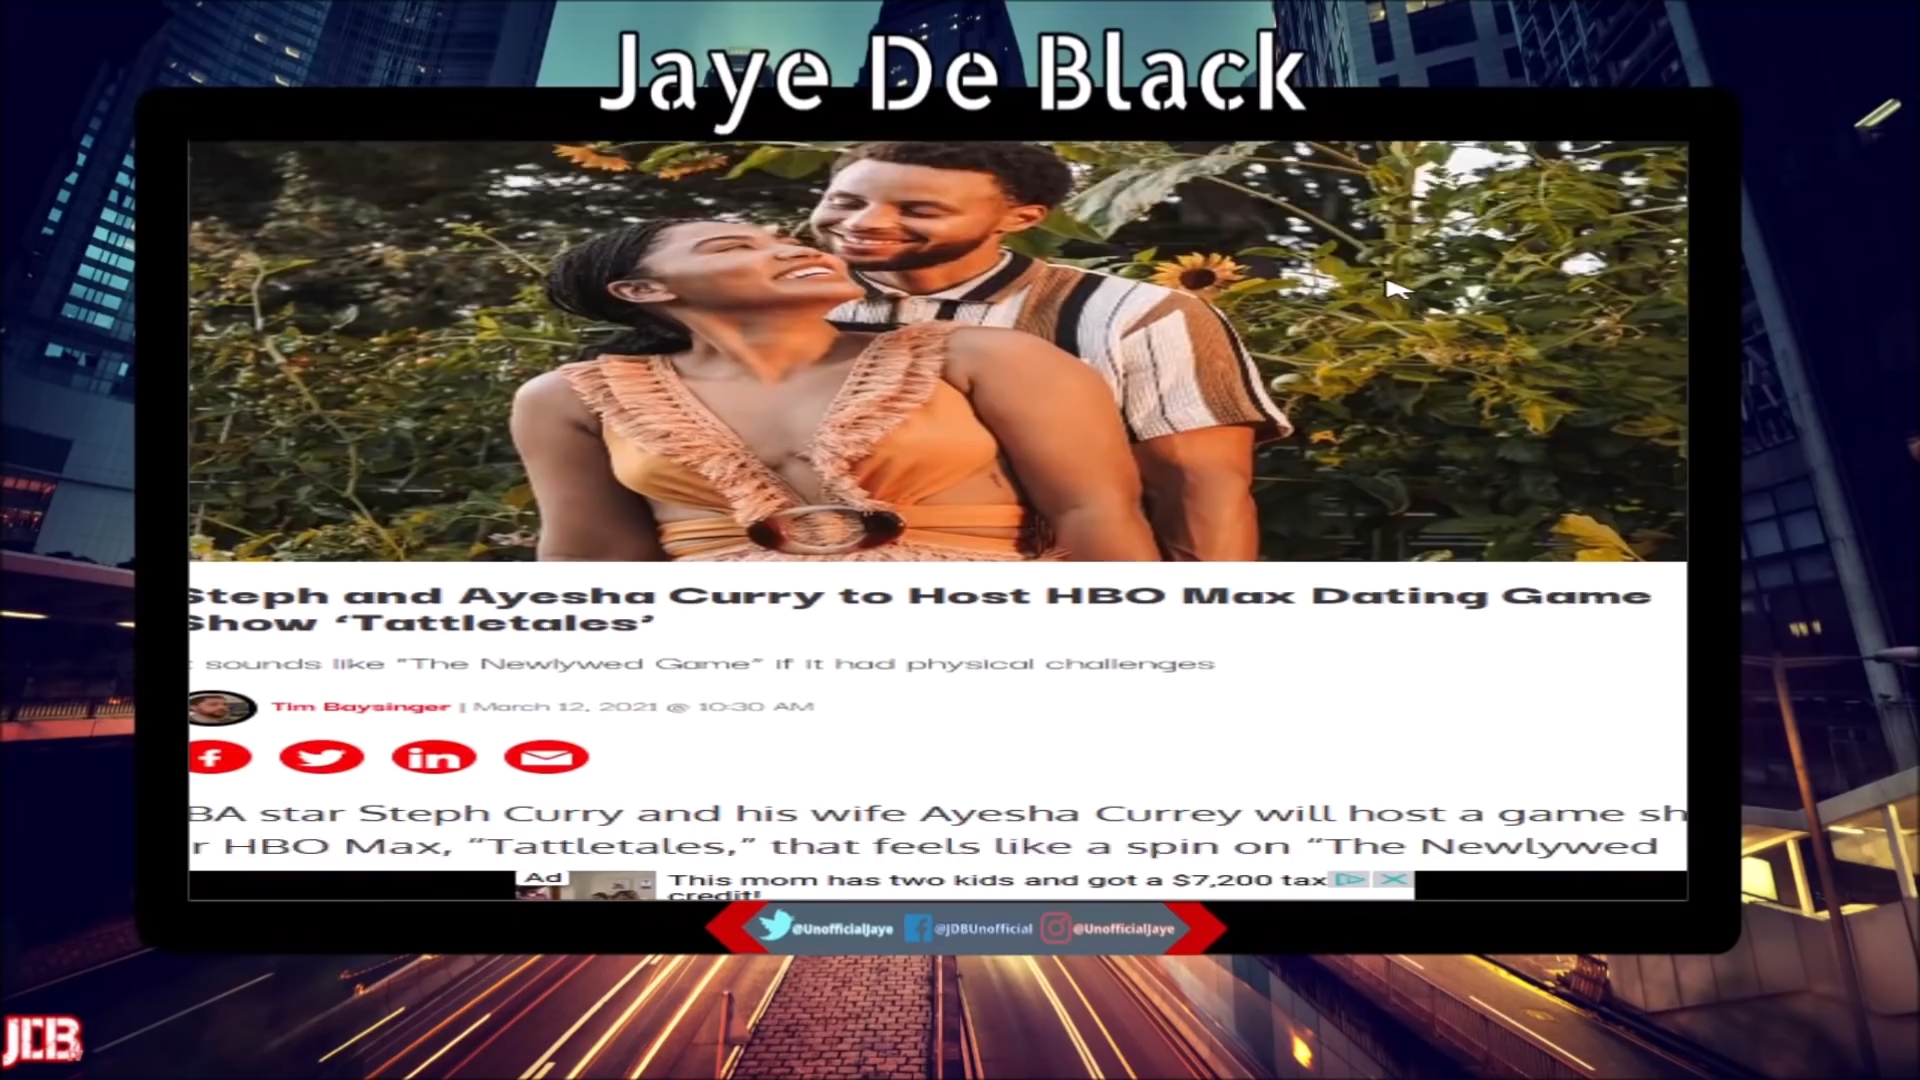 Jaye De Black
Steph and Ayesha Curry to Host HBO Max Dating Game
Show ‘Tattletales’
sounds like “The Newlywed Game” if it had physical challenges
Tim Baysinger | March 12, 2021 @ 10:30 AM
f in
BA star Steph Curry and his wife Ayesha Currey will host a game sh
r HBO Max, “Tattletales,” that feels like a spin on “The Newlywed
Ad
This mom has two kids and got a $7,200 tax
credit!
@UnofficialJaye @JDBUnofficial @UnofficialJaye